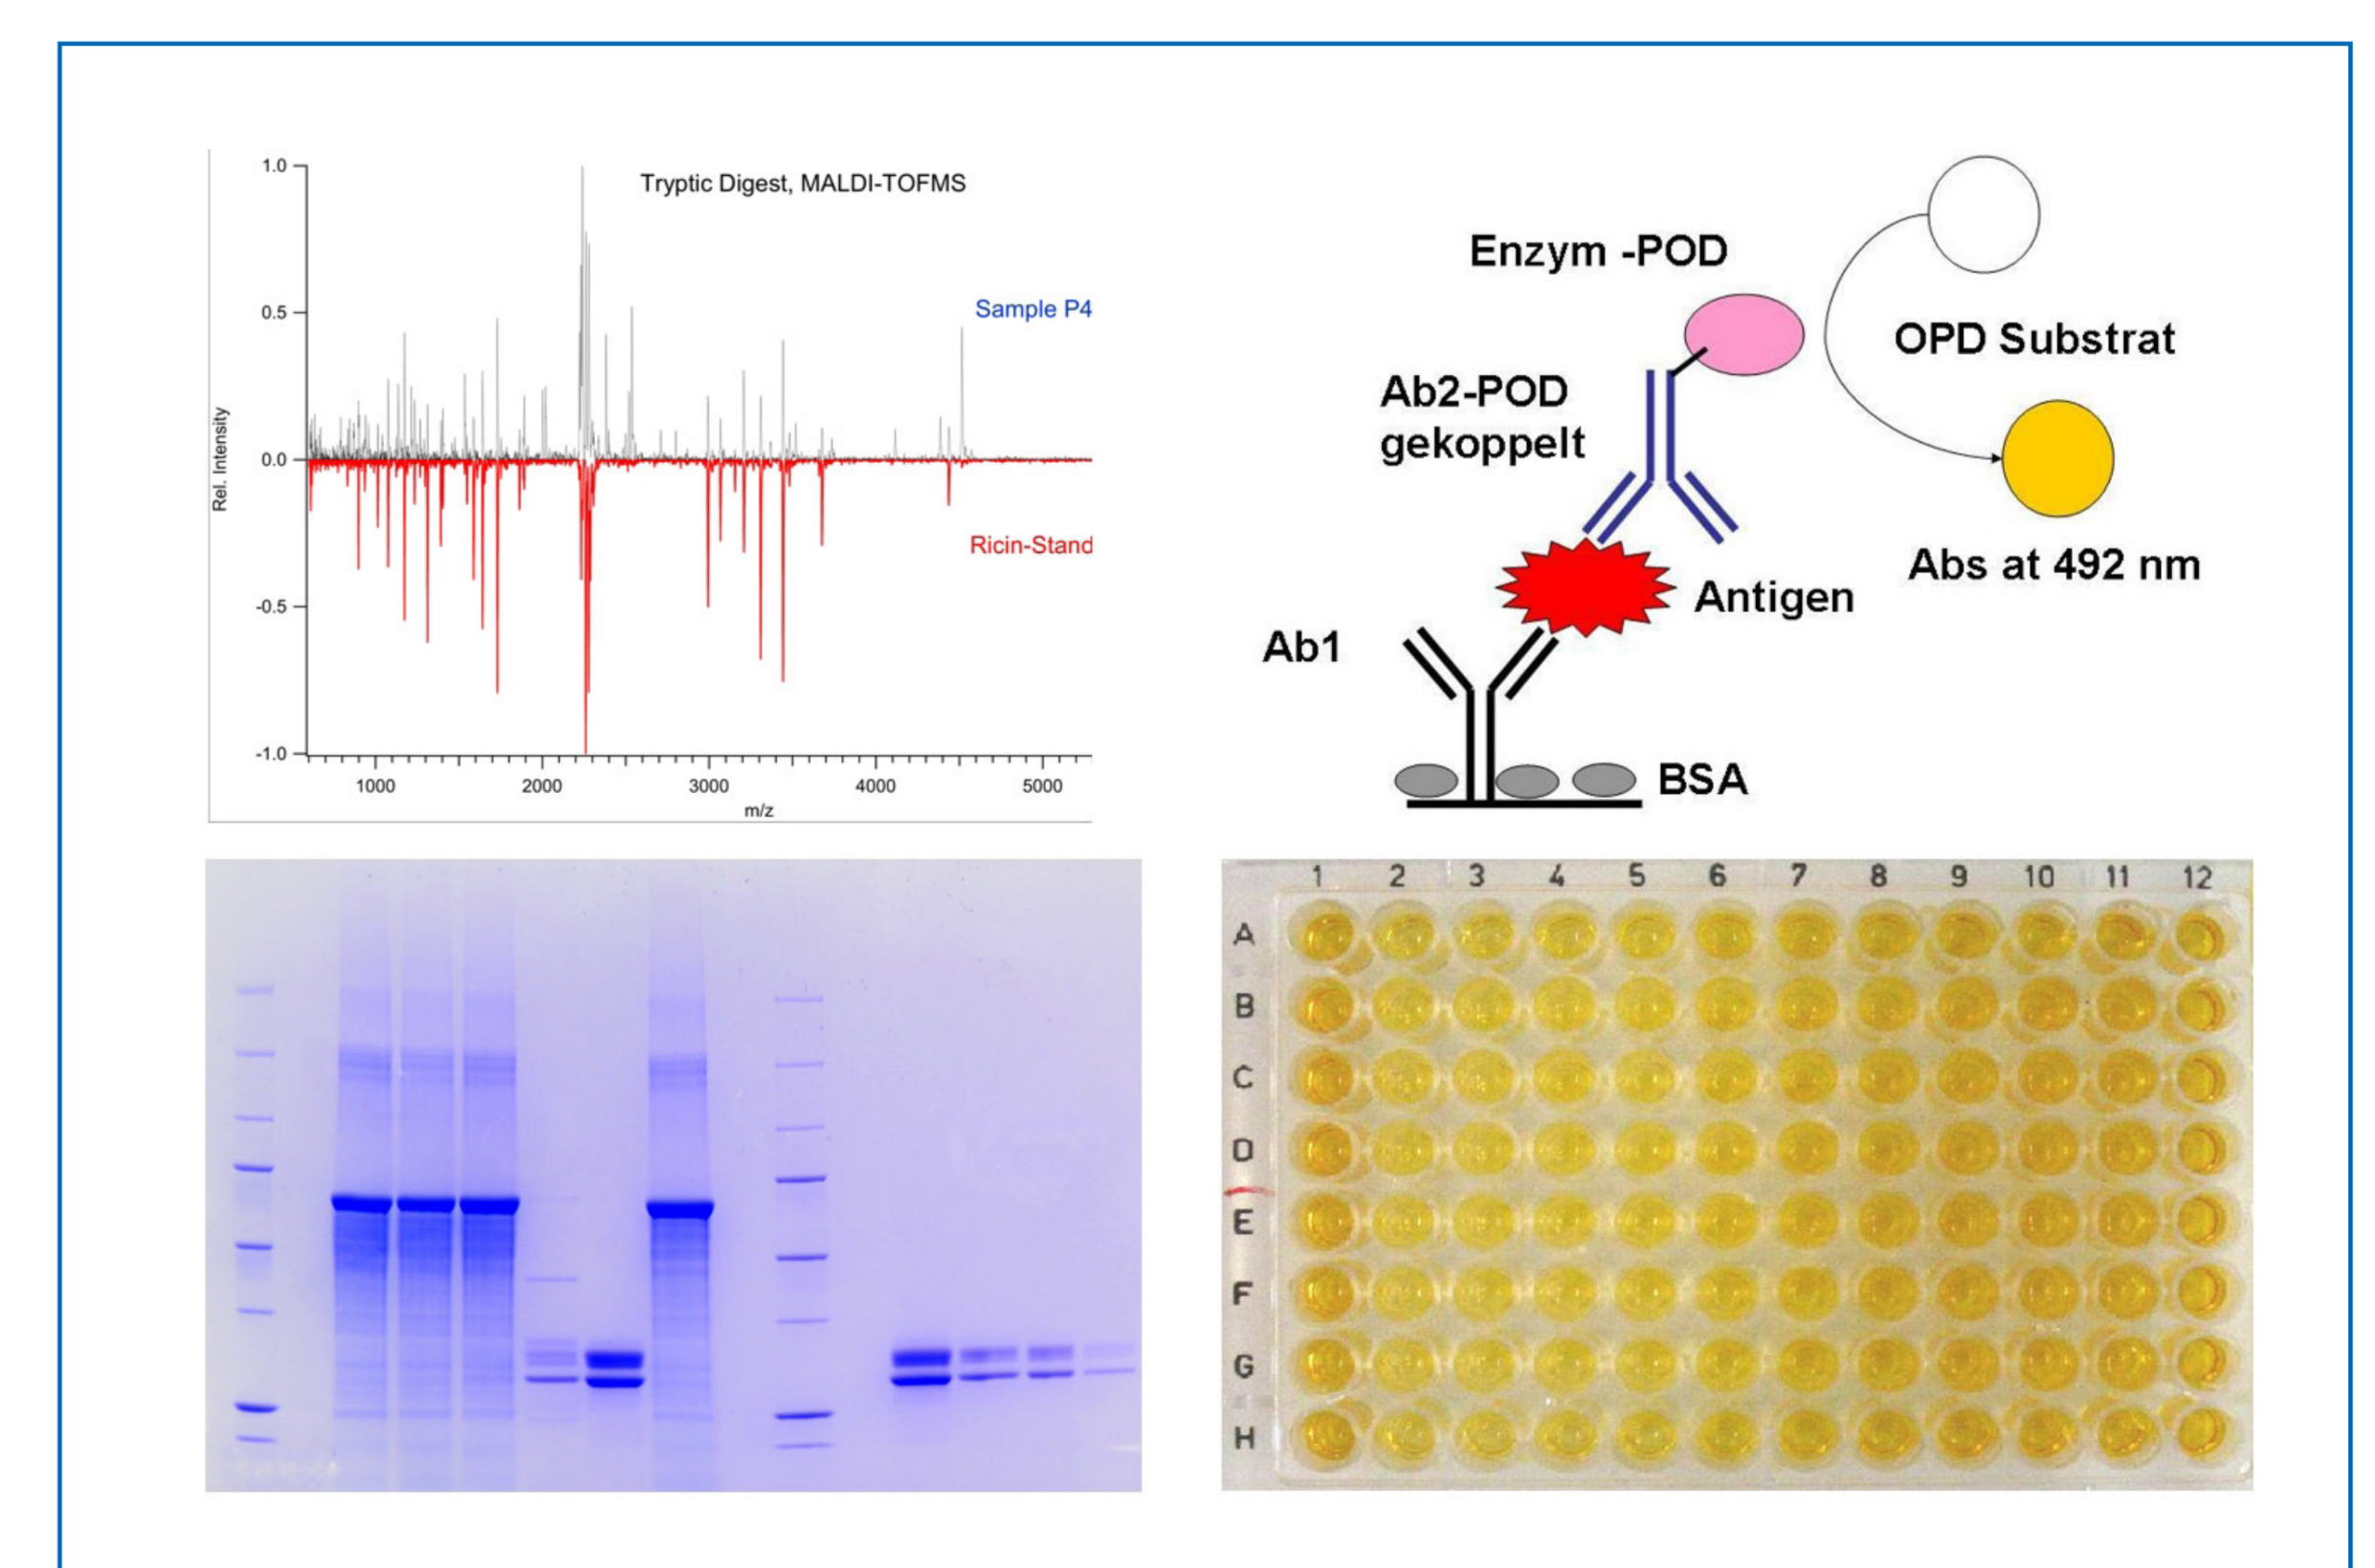 Tryptic Digest, MALDI-TOFMS
Sample P4
Ricin-Stand
Rel. Intensity
1.0
0.5
0.0
-0.5
-1.0
1000 2000 3000 4000 5000
m/z
Enzym -POD
OPD Substrat
Ab2-POD
gekoppelt
Abs at 492 nm
Antigen
Ab1
BSA
1 2 3 4 5 6 7 8 9 10 11 12
A
B
C
D
E
F
G
H